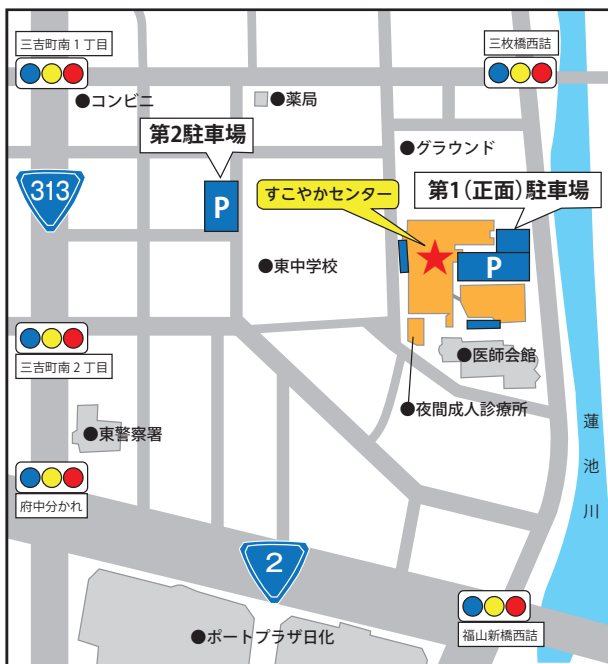 三吉町南1丁目
三枚橋西詰
●コンビニ
●薬局
第2駐車場
●グラウンド
313
P
すこやかセンター
第1(正面)駐車場
P
●東中学校
三吉町南2丁目
●医師会館
●夜間成人診療所
●東警察署
蓮池川
府中分かれ
2
福山新橋西詰
●ポートプラザ日化